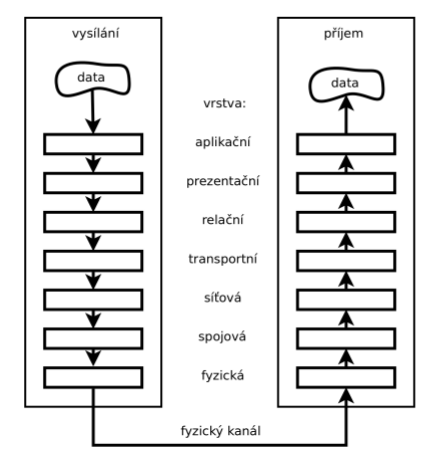 vysílání
příjem
data
data
vrstva:
aplikační
prezentační
relační
transportní
síťová
spojová
fyzická
fyzický kanál